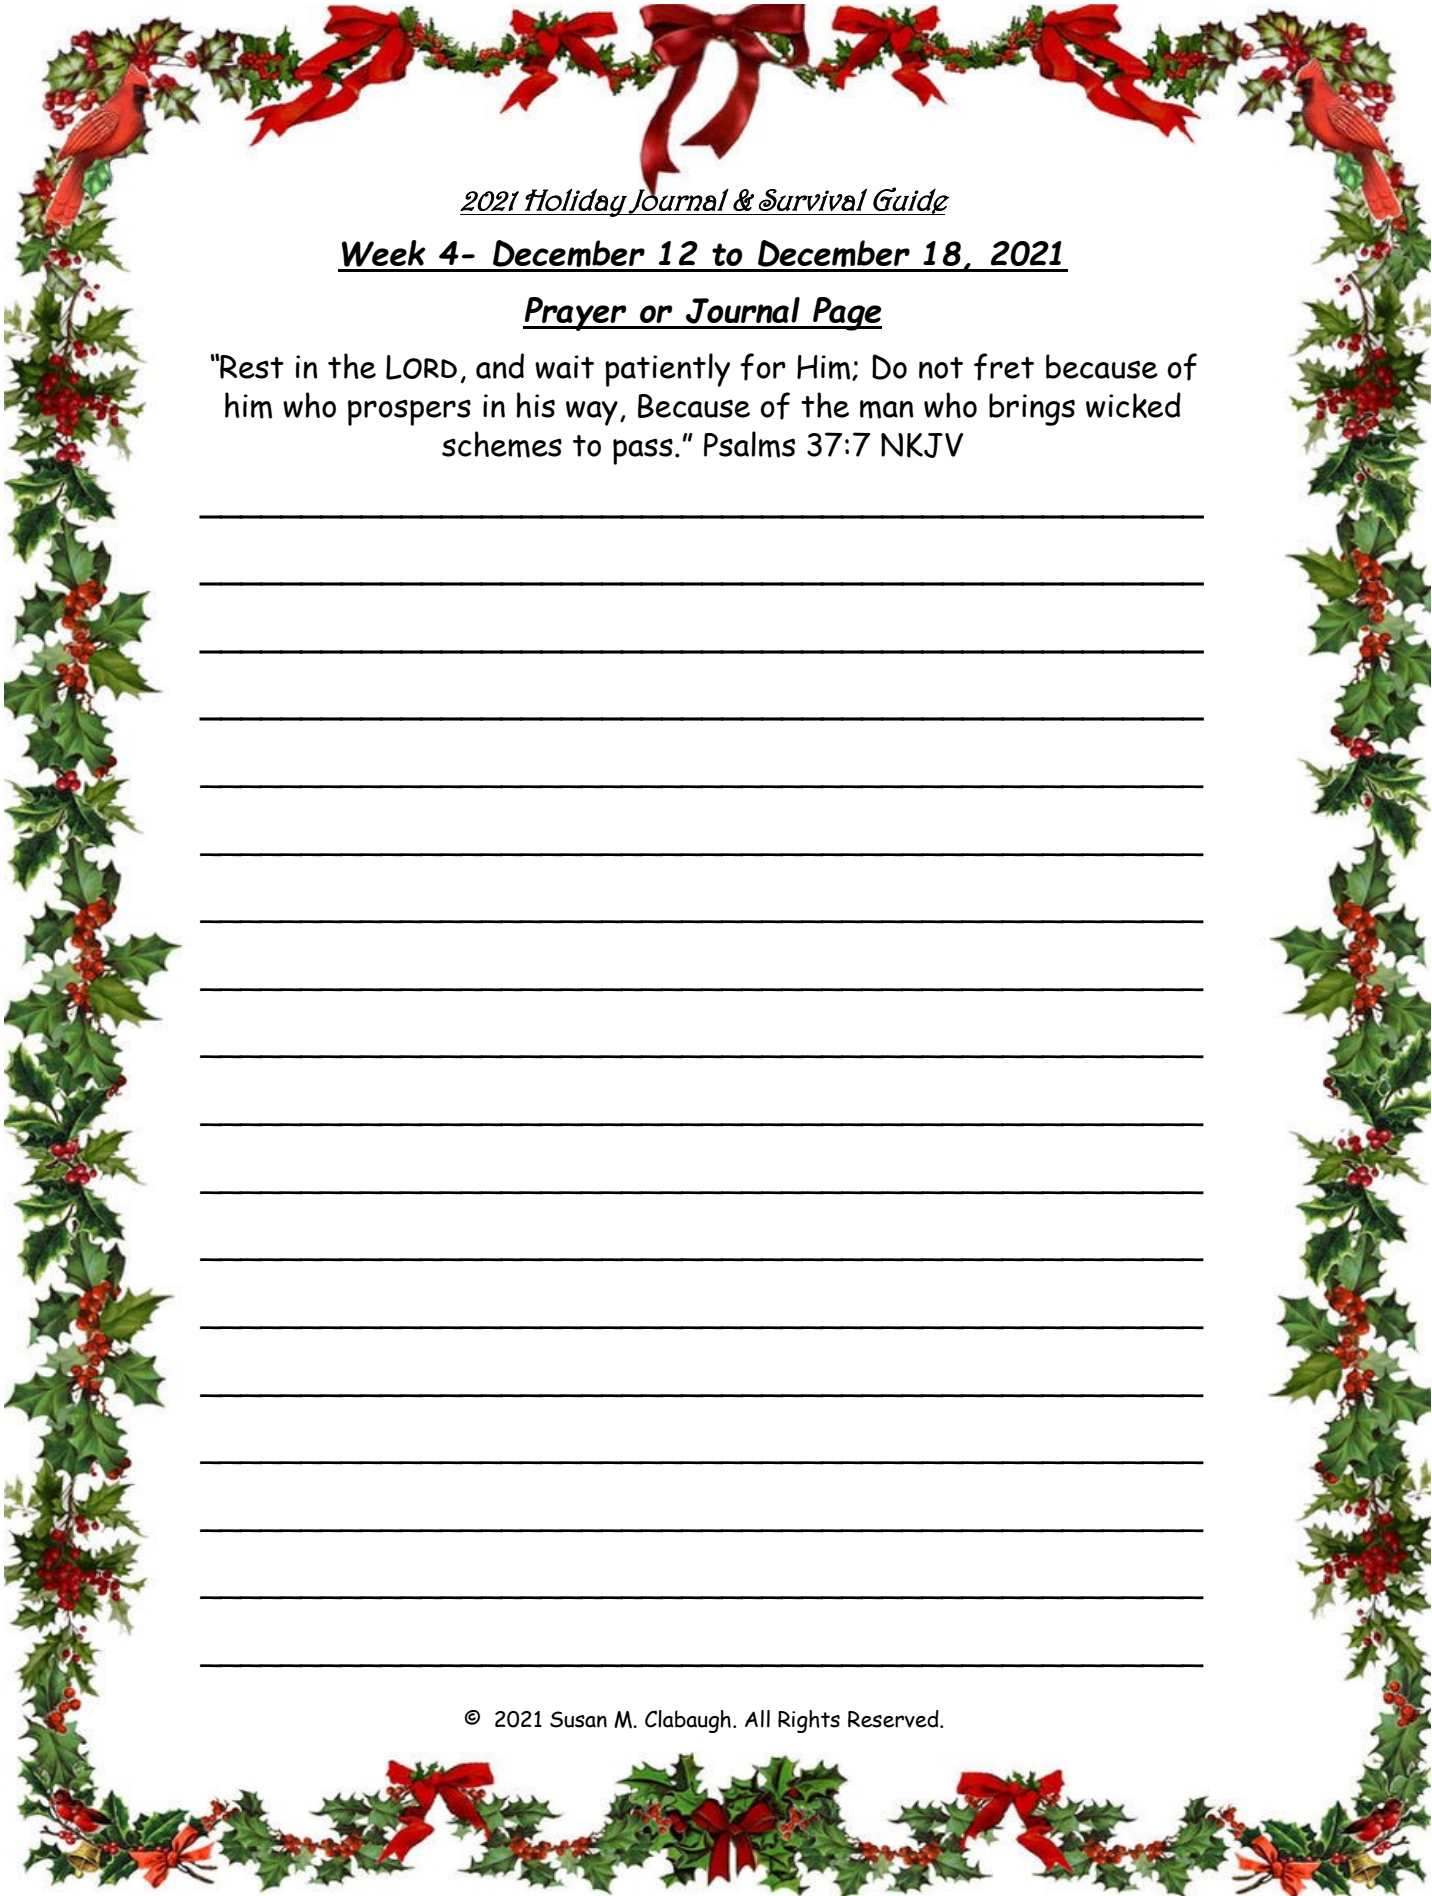 2021 Holiday Journal & Survival Guide
Week 4- December 12 to December 18, 2021
Prayer or Journal Page
“Rest in the LORD, and wait patiently for Him; Do not fret because of
him who prospers in his way, Because of the man who brings wicked
schemes to pass.” Psalms 37:7 NKJV
© 2021 Susan M. Clabaugh. All Rights Reserved.